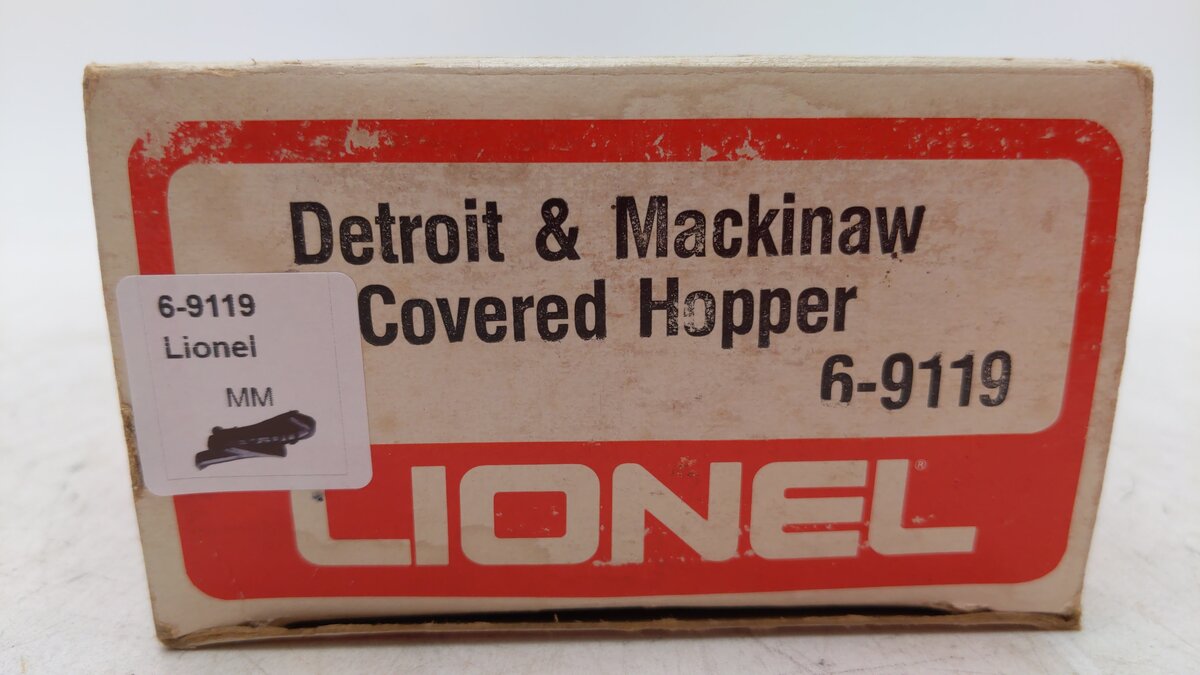 Detroit & Mackinaw
Covered Hopper
6-9119
6-9119
Lionel
MM
LIONEL®